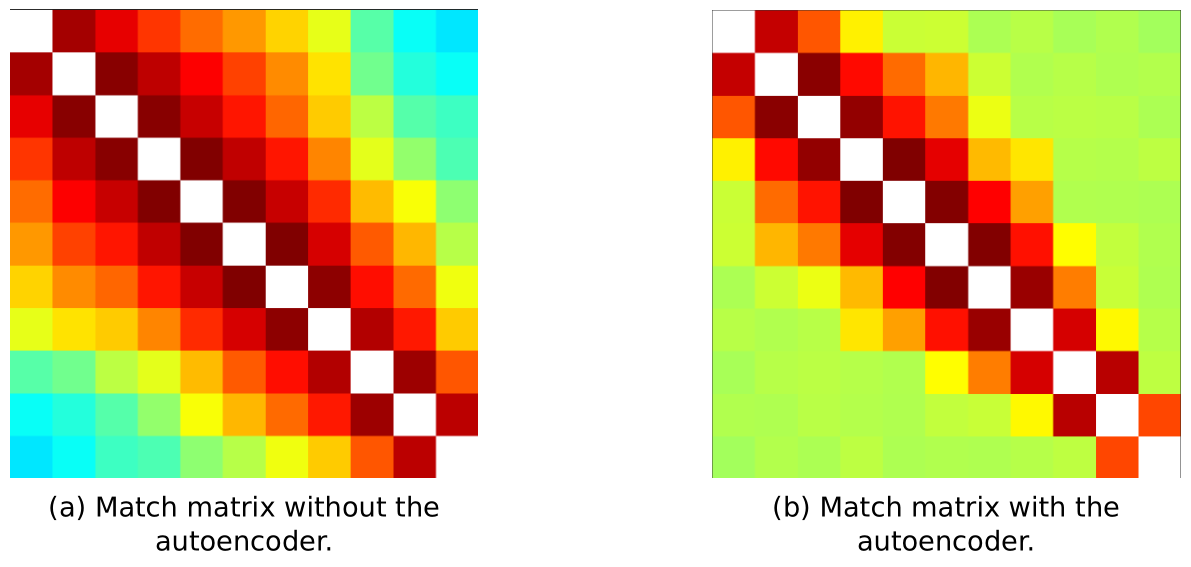 (a) Match matrix without the
autoencoder.
(b) Match matrix with the
autoencoder.